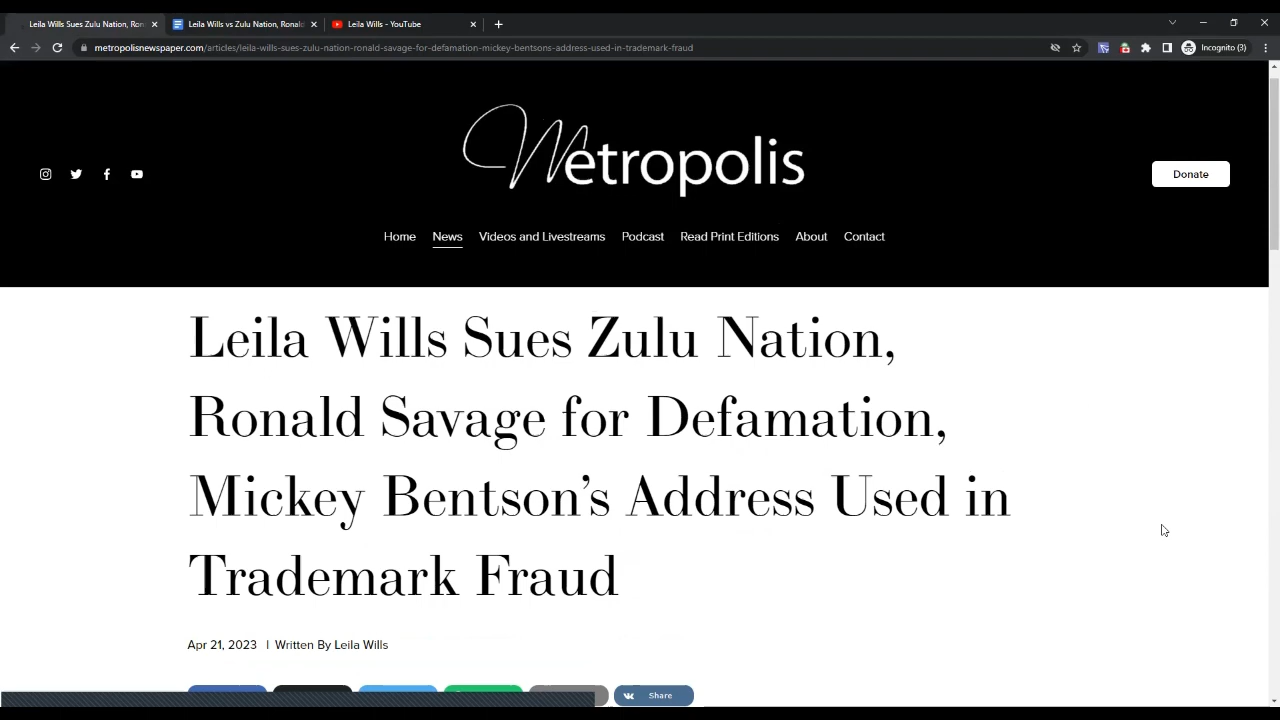 Leila Wills Sues Zulu Nation, Ron
Leila Wills vs Zulu Nation, Ronald
Leila Wills - YouTube
metropolisnewspaper.com/articles/leila-wills-sues-zulu-nation-ronald-savage-for-defamation-mickey-bentsons-address-used-in-trademark-fraud
Incognito (3)
Metropolis
Donate
Home News Videos and Livestreams Podcast Read Print Editions About Contact
Leila Wills Sues Zulu Nation,
Ronald Savage for Defamation,
Mickey Bentson’s Address Used in
Trademark Fraud
Apr 21, 2023 | Written By Leila Wills
Share